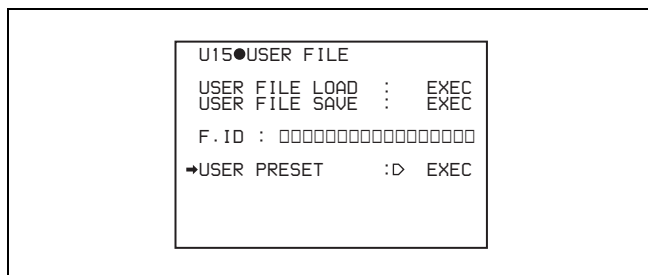 U15●USER FILE
USER FILE LOAD : EXEC
USER FILE SAVE : EXEC
F.ID : □□□□□□□□□□□□□□□□□□
➡USER PRESET :▷ EXEC